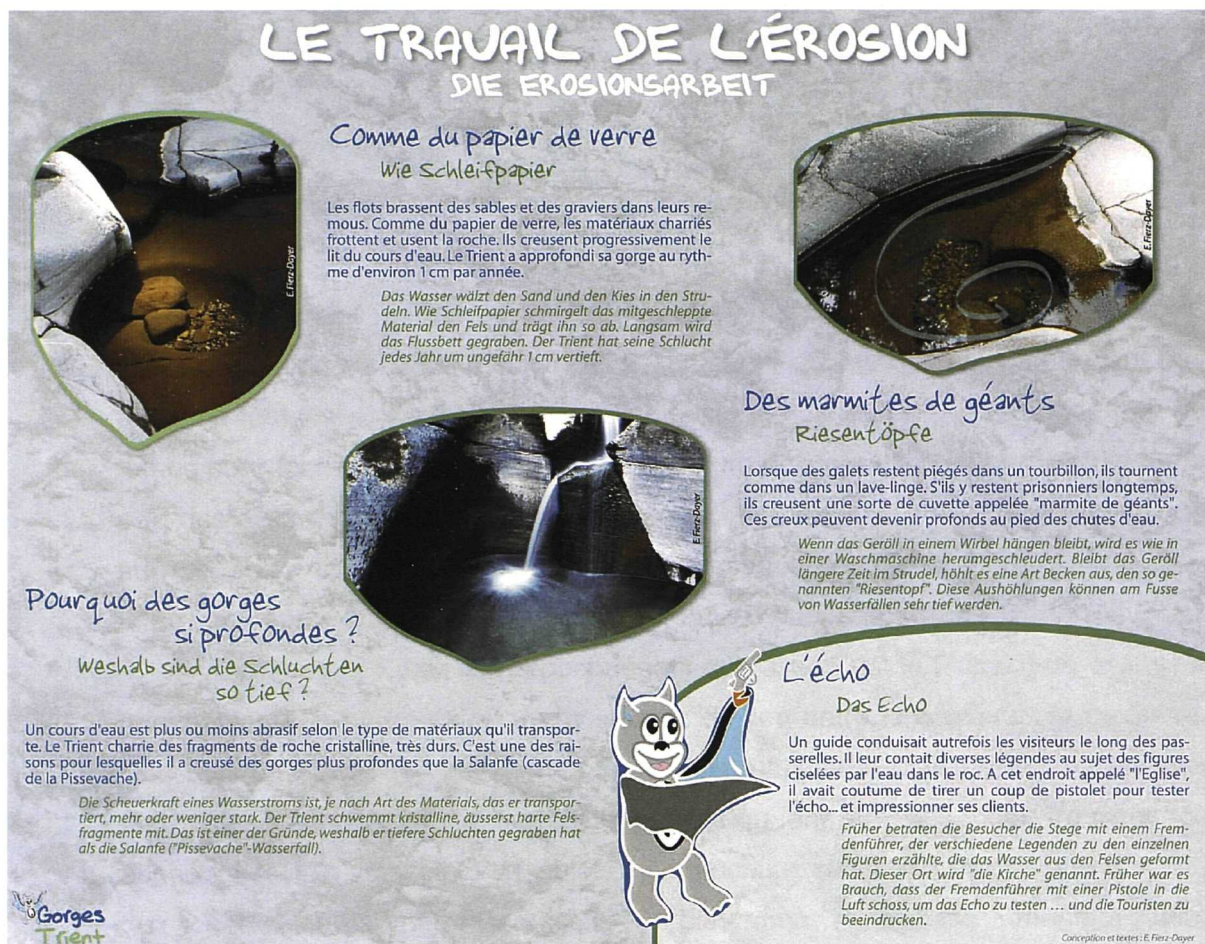 LE TRAVAIL DE L'ÉROSION
DIE EROSIONSARBEIT
Comme du papier de verre
Wie Schleifpapier
Les flots brassent des sables et des graviers dans leurs re-
mous. Comme du papier de verre, les matériaux charriés
frottent et usent la roche. Ils creusent progressivement le
lit du cours d'eau. Le Trient a approfondi sa gorge au ryth-
me d'environ 1 cm par année.
Das Wasser wälzt den Sand und den Kies in den Stru-
deln. Wie Schleifpapier schmirgelt das mitgeschleppte
Material den Fels und trägt ihn so ab. Langsam wird
das Flussbett gegraben. Der Trient hat seine Schlucht
jedes Jahr um ungefähr 1 cm vertieft.
E.Fierz-Dayer
E.Fierz-Dayer
Des marmites de géants
Riesentöpfe
Lorsque des galets restent piégés dans un tourbillon, ils tournent
comme dans un lave-linge. S'ils y restent prisonniers longtemps,
ils creusent une sorte de cuvette appelée "marmite de géants".
Ces creux peuvent devenir profonds au pied des chutes d'eau.
Wenn das Geröll in einem Wirbel hängen bleibt, wird es wie in
einer Waschmaschine herumgeschleudert. Bleibt das Geröll
längere Zeit im Strudel, höhlt es eine Art Becken aus, den so ge-
nannten "Riesentopf". Diese Aushöhlungen können am Fusse
von Wasserfällen sehr tief werden.
E.Fierz-Dayer
Pourquoi des gorges
si profondes ?
Weshalb sind die Schluchten
so tief ?
Un cours d'eau est plus ou moins abrasif selon le type de matériaux qu'il transpor-
te. Le Trient charrie des fragments de roche cristalline, très durs. C'est une des rai-
sons pour lesquelles il a creusé des gorges plus profondes que la Salanfe (cascade
de la Pissevache).
Die Scheuerkraft eines Wasserstroms ist, je nach Art des Materials, das er transpor-
tiert, mehr oder weniger stark. Der Trient schwemmt kristalline, äusserst harte Fels-
fragmente mit. Das ist einer der Gründe, weshalb er tiefere Schluchten gegraben hat
als die Salanfe ("Pissevache"-Wasserfall).
L'écho
Das Echo
Un guide conduisait autrefois les visiteurs le long des pas-
serelles. Il leur contait diverses légendes au sujet des figures
ciselées par l'eau dans le roc. A cet endroit appelé "l'Eglise",
il avait coutume de tirer un coup de pistolet pour tester
l'écho... et impressionner ses clients.
Früher betraten die Besucher die Stege mit einem Frem-
denführer, der verschiedene Legenden zu den einzelnen
Figuren erzählte, die das Wasser aus den Felsen geformt
hat. Dieser Ort wird "die Kirche" genannt. Früher war es
Brauch, dass der Fremdenführer mit einer Pistole in die
Luft schoss, um das Echo zu testen ... und die Touristen zu
beeindrucken.
Gorges
Trient
Conception et textes : E. Fierz-Dayer